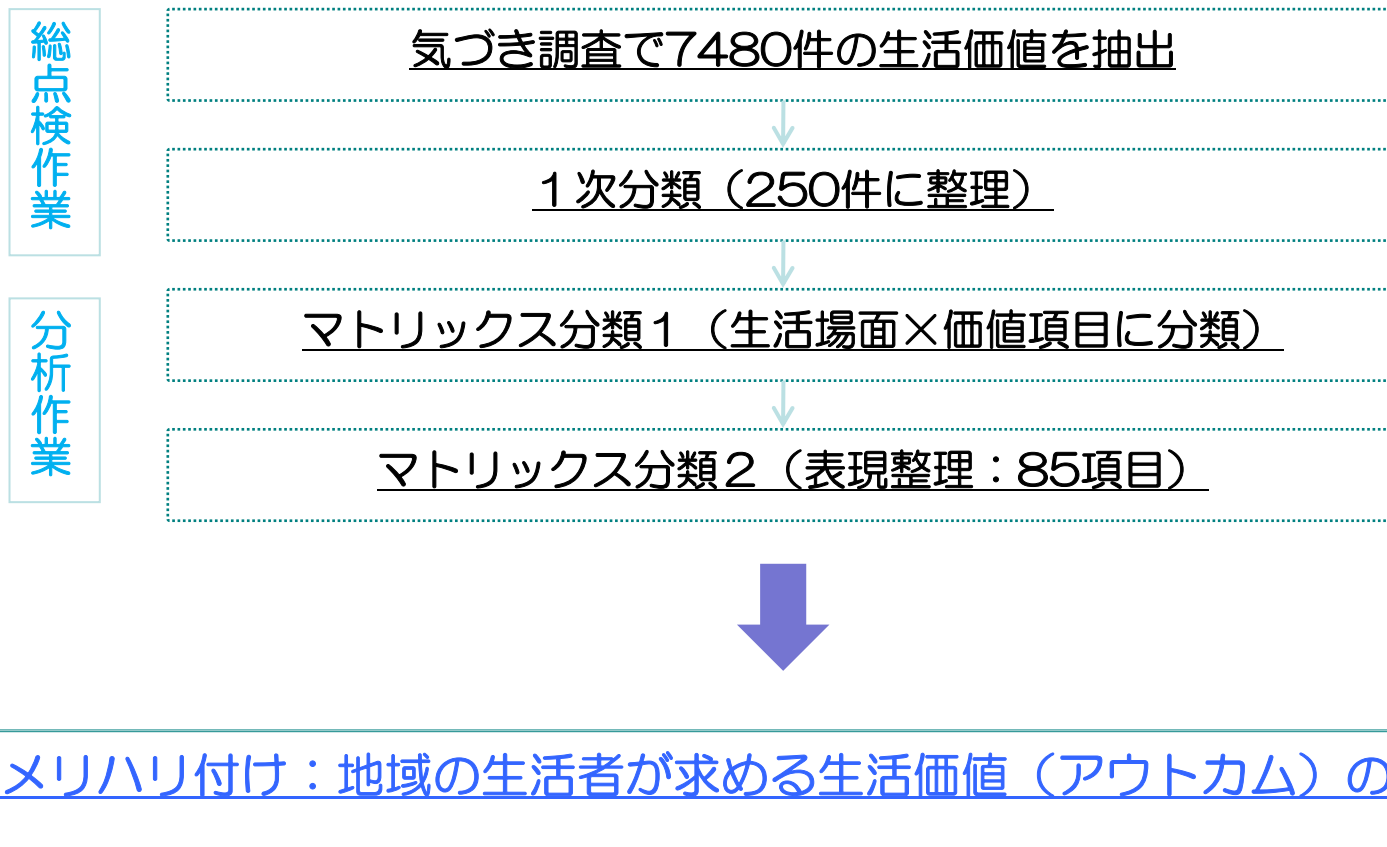 総点検作業
気づき調査で7480件の生活価値を抽出
１次分類（250件に整理）
分析作業
マトリックス分類１（生活場面×価値項目に分類）
マトリックス分類２（表現整理：85項目）
メリハリ付け：地域の生活者が求める生活価値（アウトカム）の